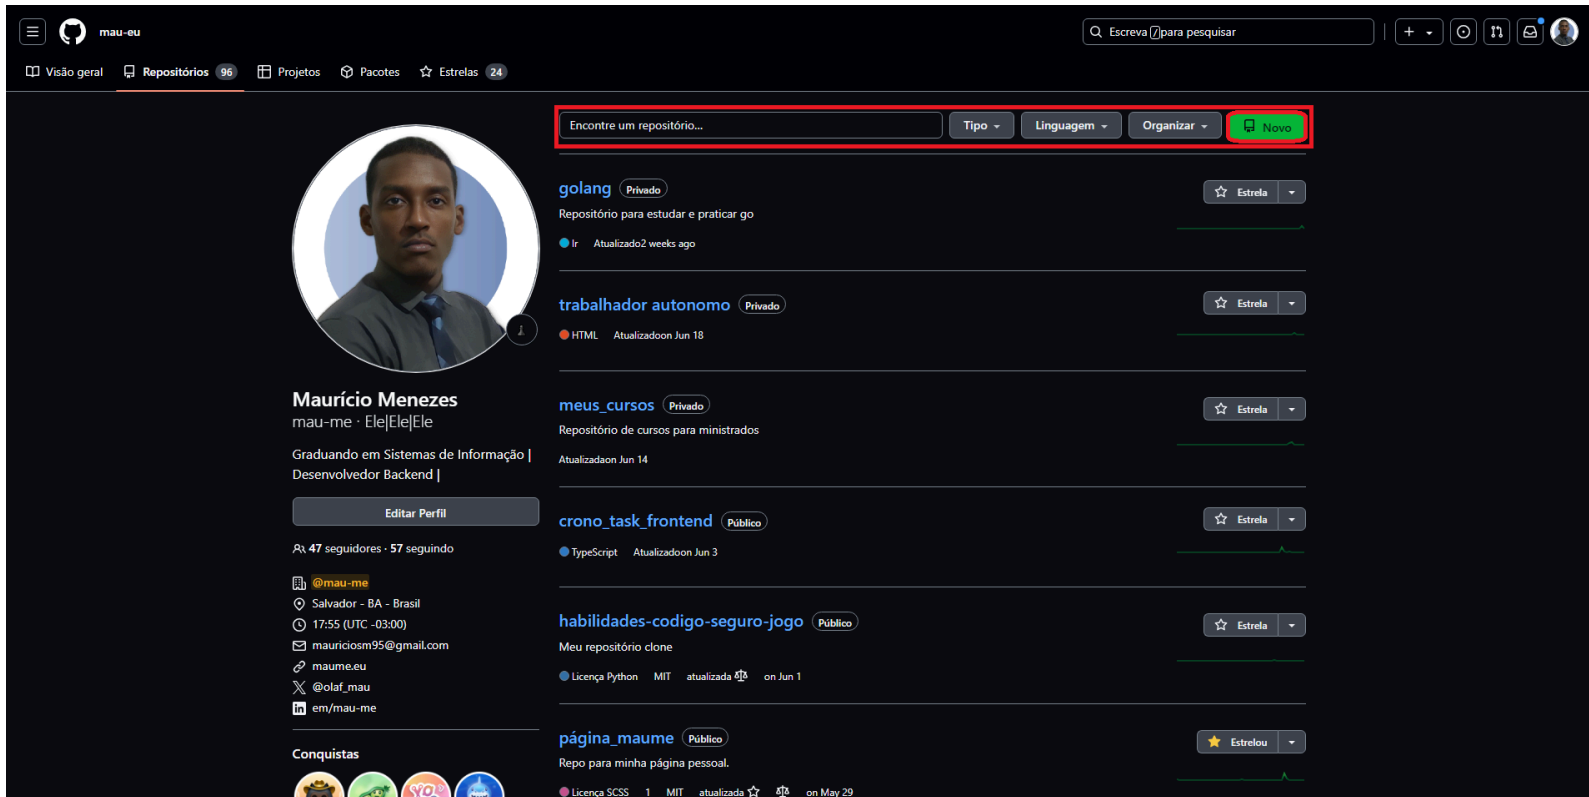 mau-eu
Escreva / para pesquisar
Visão geral
Repositórios 96
Projetos
Pacotes
Estrelas 24
Encontre um repositório...
Tipo
Linguagem
Organizar
Novo
golang Privado
Estrela
Repositório para estudar e praticar go
Ir Atualizado2 weeks ago
trabalhador autonomo Privado
Estrela
HTML Atualizadoon Jun 18
meus_cursos Privado
Estrela
Repositório de cursos para ministrados
Atualizadaon Jun 14
crono_task_frontend Público
Estrela
TypeScript Atualizadoon Jun 3
habilidades-codigo-seguro-jogo Público
Estrela
Meu repositório clone
Licença Python MIT atualizada on Jun 1
página_maume Público
Estrelou
Repo para minha página pessoal.
Licença SCSS 1 MIT atualizada on May 29
Maurício Menezes
mau-me · Ele|Ele|Ele
Graduando em Sistemas de Informação |
Desenvolvedor Backend |
Editar Perfil
47 seguidores · 57 seguindo
@mau-me
Salvador - BA - Brasil
17:55 (UTC -03:00)
mauriciosm95@gmail.com
maume.eu
@olaf_mau
em/mau-me
Conquistas